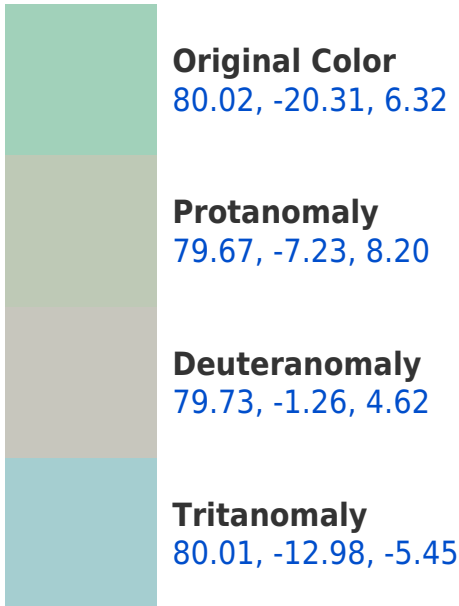 Original Color
80.02, -20.31, 6.32
Protanomaly
79.67, -7.23, 8.20
Deuteranomaly
79.73, -1.26, 4.62
Tritanomaly
80.01, -12.98, -5.45